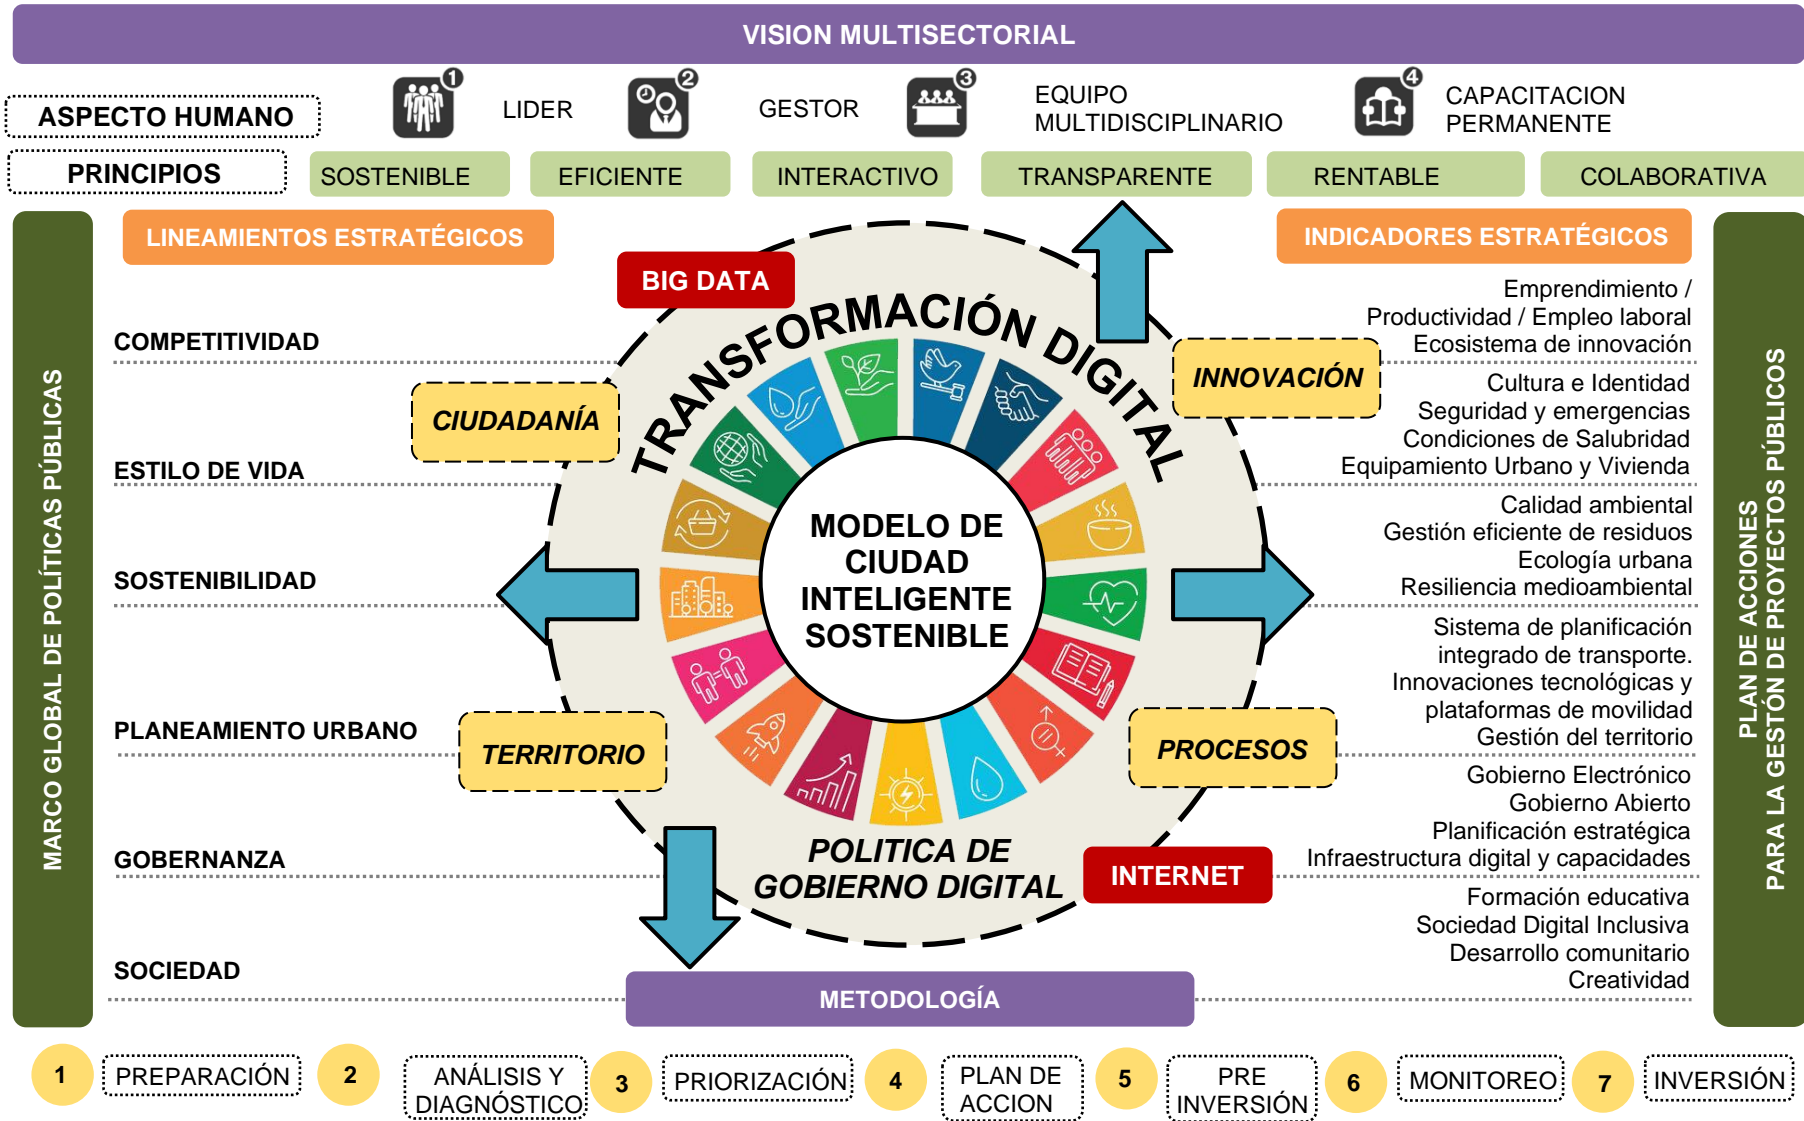 VISION MULTISECTORIAL
ASPECTO HUMANO
1
LIDER
2
GESTOR
3
EQUIPO
MULTIDISCIPLINARIO
4
CAPACITACION
PERMANENTE
PRINCIPIOS
SOSTENIBLE
EFICIENTE
INTERACTIVO
TRANSPARENTE
RENTABLE
COLABORATIVA
MARCO GLOBAL DE POLÍTICAS PÚBLICAS
LINEAMIENTOS ESTRATÉGICOS
COMPETITIVIDAD
ESTILO DE VIDA
SOSTENIBILIDAD
PLANEAMIENTO URBANO
GOBERNANZA
SOCIEDAD
BIG DATA
TRANSFORMACIÓN DIGITAL
CIUDADANÍA
INNOVACIÓN
MODELO DE
CIUDAD
INTELIGENTE
SOSTENIBLE
TERRITORIO
PROCESOS
POLITICA DE
GOBIERNO DIGITAL
INTERNET
INDICADORES ESTRATÉGICOS
Emprendimiento /
Productividad / Empleo laboral
Ecosistema de innovación
Cultura e Identidad
Seguridad y emergencias
Condiciones de Salubridad
Equipamiento Urbano y Vivienda
Calidad ambiental
Gestión eficiente de residuos
Ecología urbana
Resiliencia medioambiental
Sistema de planificación
integrado de transporte.
Innovaciones tecnológicas y
plataformas de movilidad
Gestión del territorio
Gobierno Electrónico
Gobierno Abierto
Planificación estratégica
Infraestructura digital y capacidades
Formación educativa
Sociedad Digital Inclusiva
Desarrollo comunitario
Creatividad
PLAN DE ACCIONES
PARA LA GESTÓN DE PROYECTOS PÚBLICOS
METODOLOGÍA
1
PREPARACIÓN
2
ANÁLISIS Y
DIAGNÓSTICO
3
PRIORIZACIÓN
4
PLAN DE
ACCION
5
PRE
INVERSIÓN
6
MONITOREO
7
INVERSIÓN